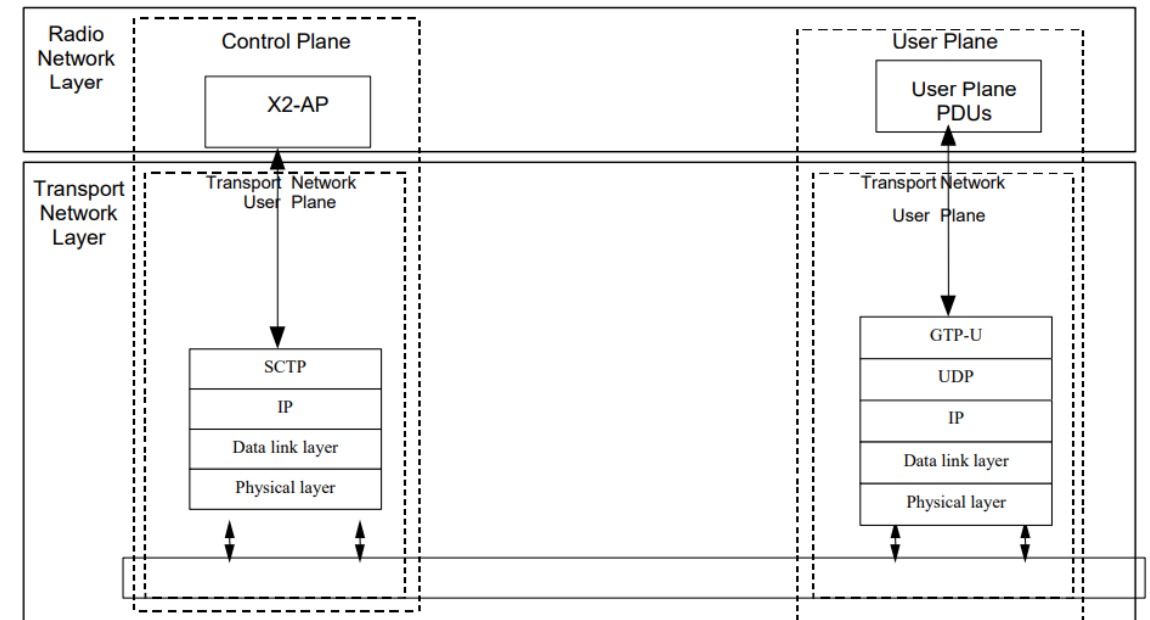 Radio
Network
Layer
Control Plane
X2-AP
User Plane
User Plane
PDUs
Transport
Network
Layer
Transport Network
User Plane
SCTP
IP
Data link layer
Physical layer
Transport Network
User Plane
GTP-U
UDP
IP
Data link layer
Physical layer